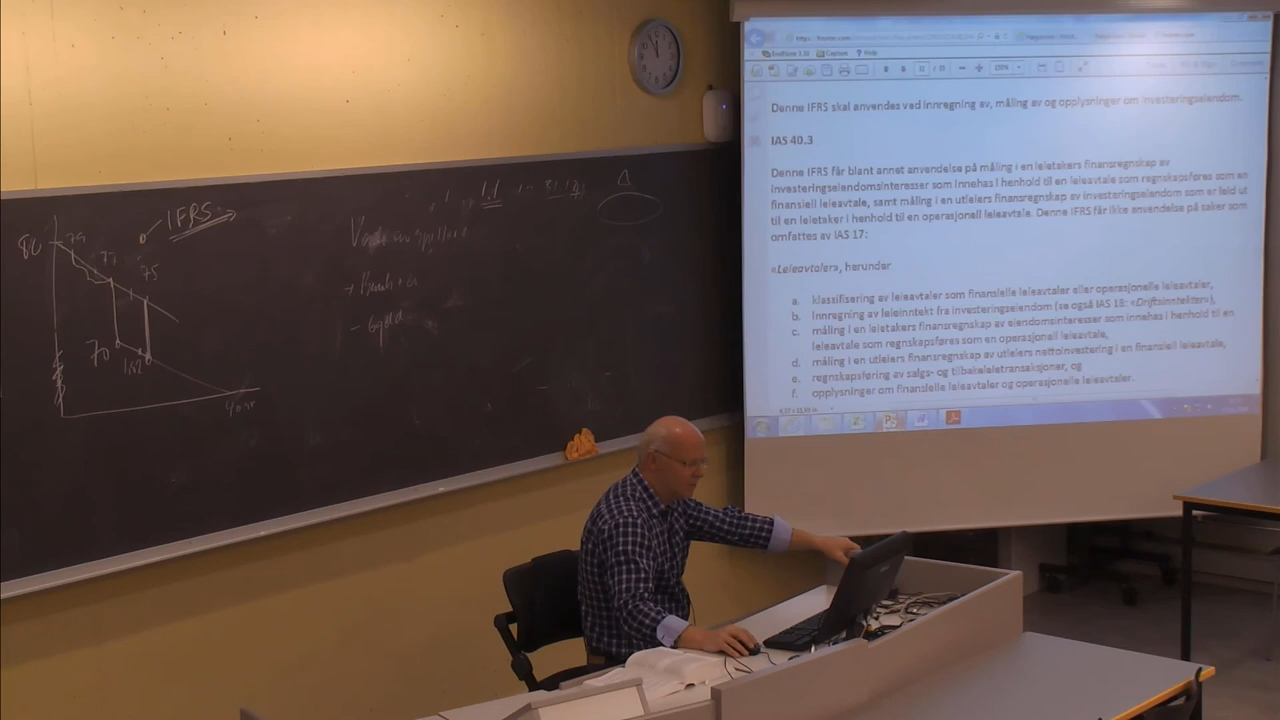 80
79
77
75
IFRS
70
1.1
EndNote
Capture
Help
Denne IFRS skal anvendes ved innregning av, måling av og opplysninger om investeringseiendom.
IAS 40.3
Denne IFRS får blant annet anvendelse på måling i en leietakers finansregnskap av
investeringseiendomsinteresser som innehas i henhold til en leieavtale som regnskapsføres som en
finansiell leieavtale, samt måling i en utleiers finansregnskap av investeringseiendom som er leid ut
til en leietaker i henhold til en operasjonell leieavtale. Denne IFRS får ikke anvendelse på saker som
omfattes av IAS 17:
«Leieavtaler», herunder
a. klassifisering av leieavtaler som finansielle leieavtaler eller operasjonelle leieavtaler,
b. innregning av leieinntekt fra investeringseiendom (se også IAS 18: «Driftsinntekter»),
c. måling i en leietakers finansregnskap av eiendomsinteresser som innehas i henhold til en
leieavtale som regnskapsføres som en operasjonell leieavtale,
d. måling i en utleiers finansregnskap av utleiers nettoinvestering i en finansiell leieavtale,
e. regnskapsføring av salgs- og tilbakeleietransaksjoner, og
f. opplysninger om finansielle leieavtaler og operasjonelle leieavtaler.